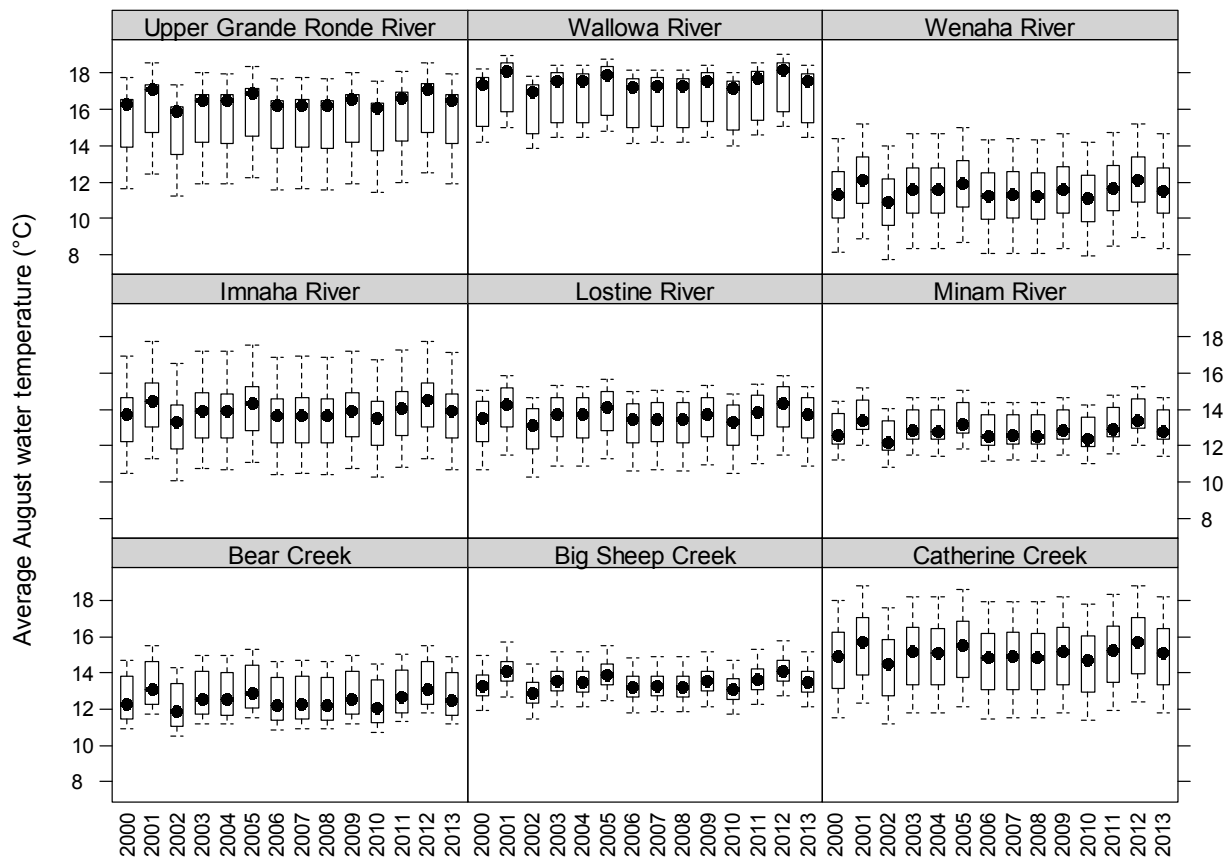 Average August water temperature (°C)
Upper Grande Ronde River
Wallowa River
Wenaha River
18
16
14
12
10
8
Imnaha River
Lostine River
Minam River
18
16
14
12
10
8
Bear Creek
Big Sheep Creek
Catherine Creek
18
16
14
12
10
8
2000 2001 2002 2003 2004 2005 2006 2007 2008 2009 2010 2011 2012 2013
2000 2001 2002 2003 2004 2005 2006 2007 2008 2009 2010 2011 2012 2013
2000 2001 2002 2003 2004 2005 2006 2007 2008 2009 2010 2011 2012 2013